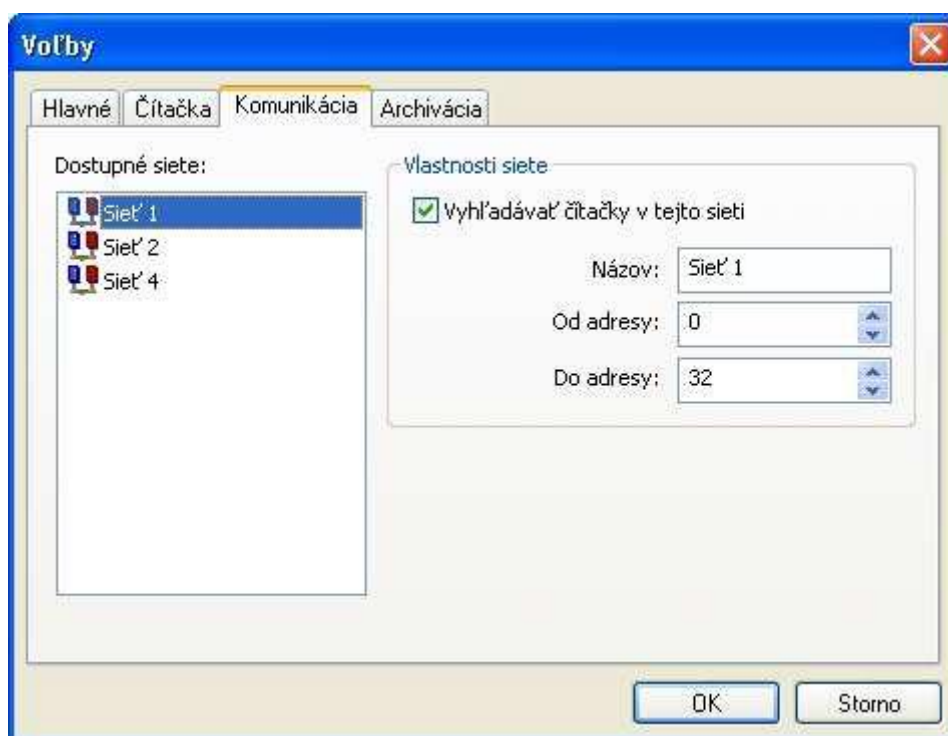 Voľby
Hlavné Čítačka Komunikácia Archivácia
Dostupné siete:
Sieť 1
Sieť 2
Sieť 4
Vlastnosti siete
Vyhľadávať čítačky v tejto sieti
Názov: Sieť 1
Od adresy: 0
Do adresy: 32
OK Storno